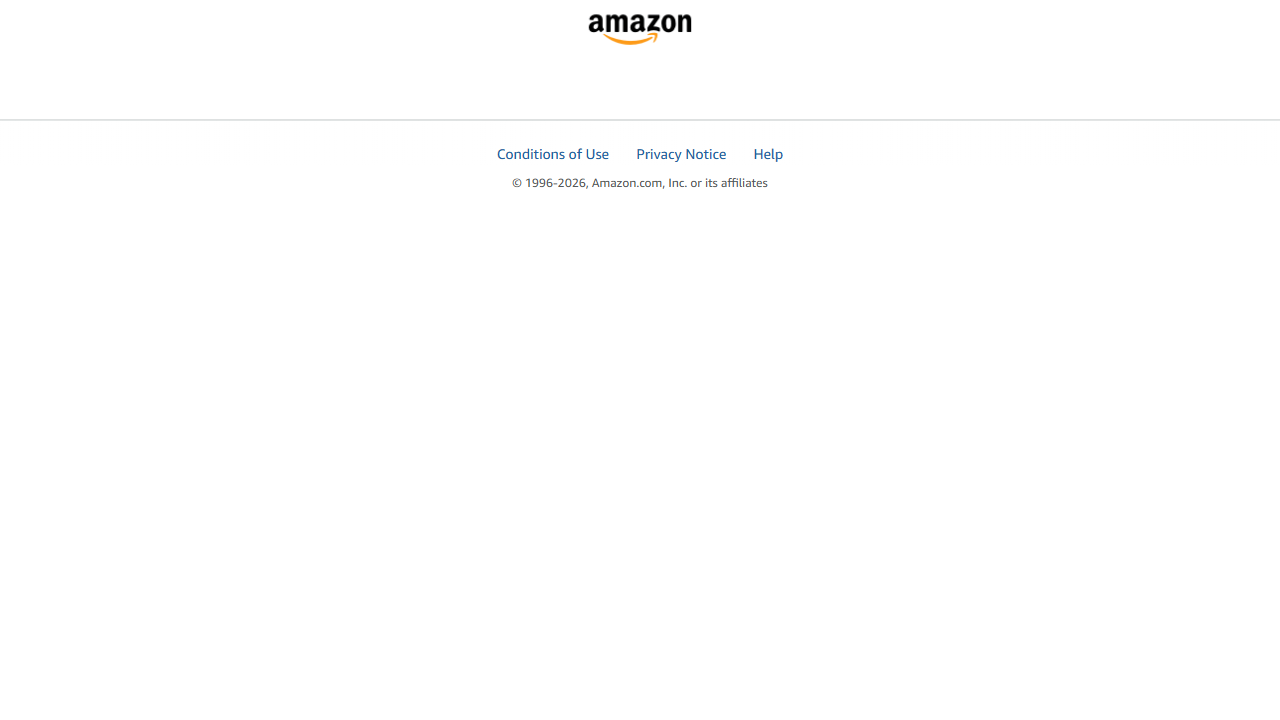 amazon
Conditions of Use Privacy Notice Help
© 1996-2026, Amazon.com, Inc. or its affiliates